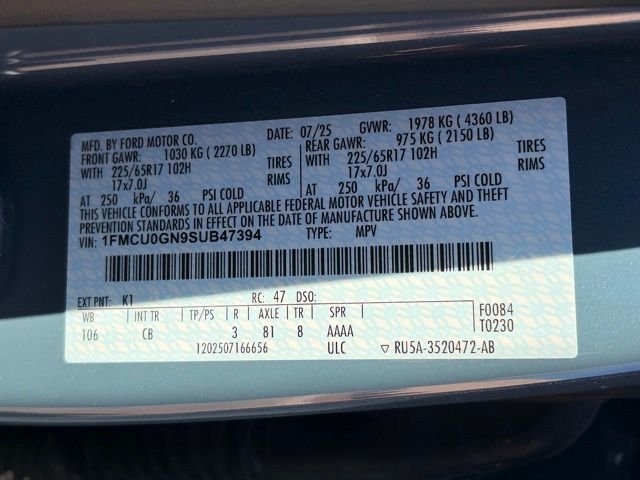 MFD. BY FORD MOTOR CO. DATE: 07/25 GVWR: 1978 KG ( 4360 LB)
FRONT GAWR: 1030 KG ( 2270 LB) REAR GAWR: 975 KG ( 2150 LB)
WITH 225/65R17 102H TIRES WITH 225/65R17 102H TIRES
17x7.0J RIMS 17x7.0J RIMS
AT 250 kPa/ 36 PSI COLD AT 250 kPa/ 36 PSI COLD
THIS VEHICLE CONFORMS TO ALL APPLICABLE FEDERAL MOTOR VEHICLE SAFETY AND THEFT
PREVENTION STANDARDS IN EFFECT ON THE DATE OF MANUFACTURE SHOWN ABOVE.
VIN: 1FMCU0GN9SUB47394 TYPE: MPV
EXT PNT: K1 RC: 47 DSO:
WB INT TR TP/PS R AXLE TR SPR F0084
106 CB 3 81 8 AAAA T0230
1202507166656 ULC ▽ RU5A-3520472-AB